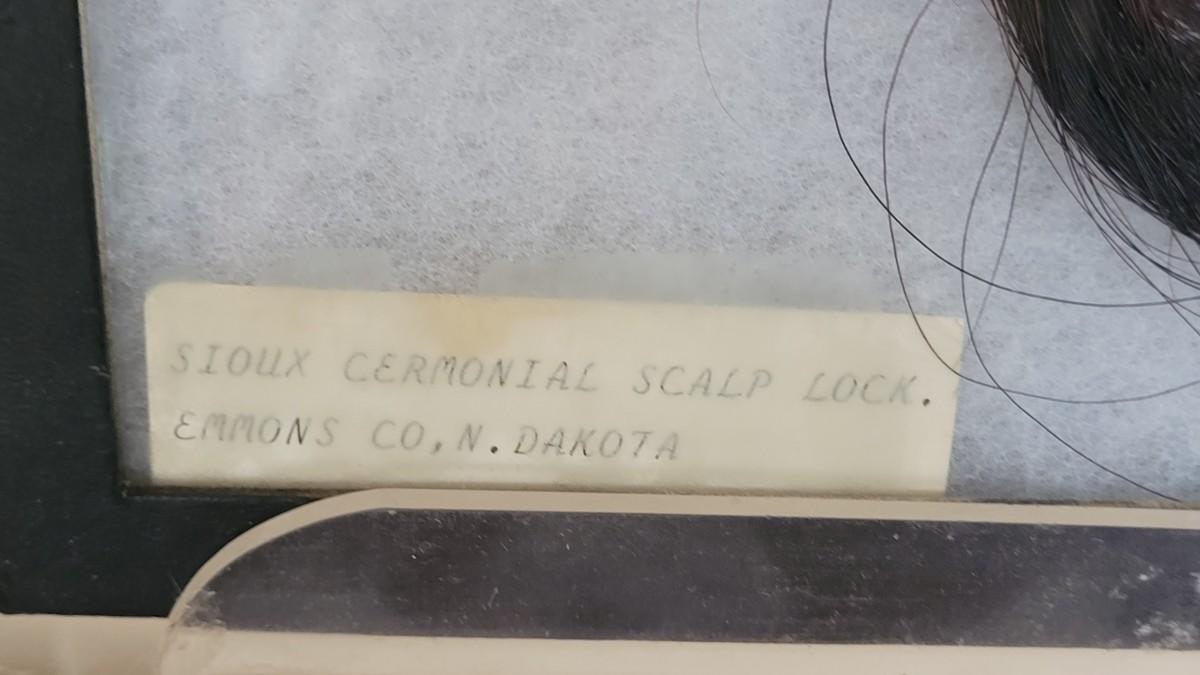 SIOUX CERMONIAL SCALP LOCK.
EMMONS CO, N. DAKOTA